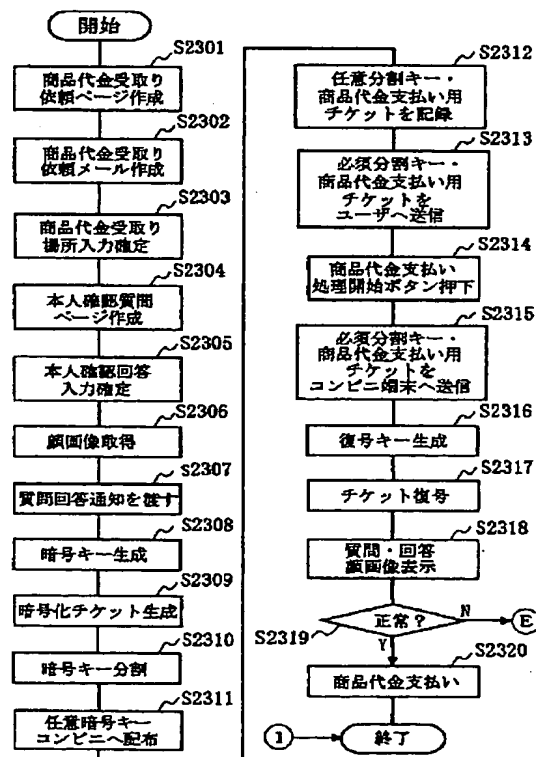 開始
S2301
商品代金受取り
依頼ページ作成
S2302
商品代金受取り
依頼メール作成
S2303
商品代金受取り
場所入力確定
S2304
本人確認質問
ページ作成
S2305
本人確認回答
入力確定
S2306
顔画像取得
S2307
質問回答通知を渡す
S2308
暗号キー生成
S2309
暗号化チケット生成
S2310
暗号キー分割
S2311
任意暗号キー
コンビニへ配布
S2312
任意分割キー・
商品代金支払い用
チケットを記録
S2313
必須分割キー・
商品代金支払い用
チケットを
ユーザへ送信
S2314
商品代金支払い
処理開始ボタン押下
S2315
必須分割キー・
商品代金支払い用
チケットを
コンビニ端末へ送信
S2316
復号キー生成
S2317
チケット復号
S2318
質問・回答
顔画像表示
正常?
N
E
S2319
Y
S2320
商品代金支払い
1
終了